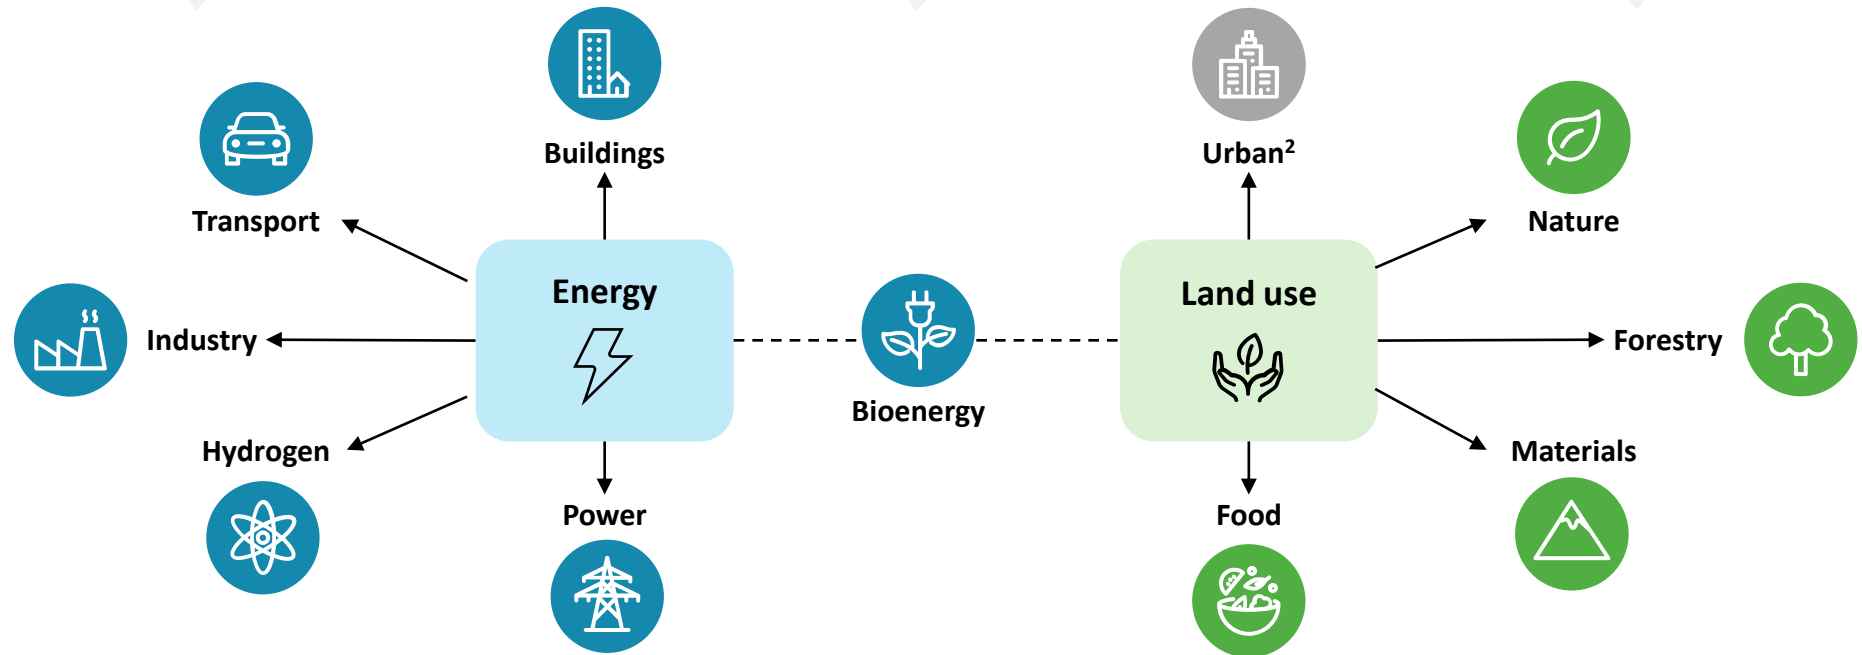 Buildings
Urban²
Transport
Nature
Energy
Land use
Industry
Forestry
Bioenergy
Hydrogen
Materials
Power
Food